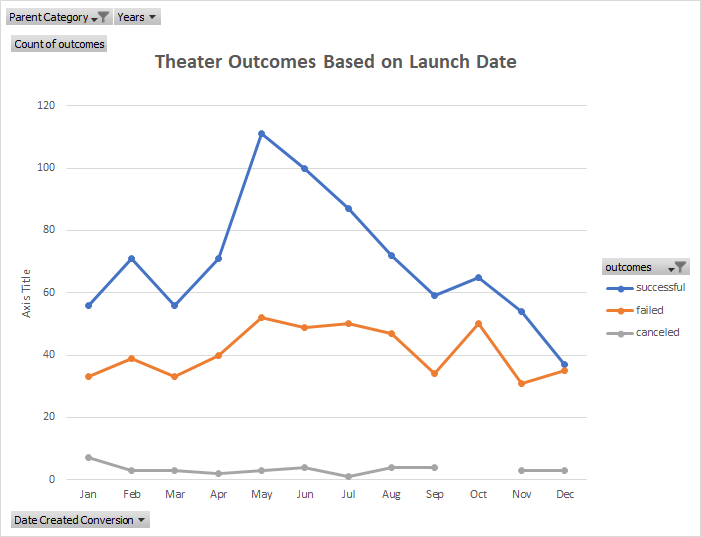 Parent Category Years
Count of outcomes
Theater Outcomes Based on Launch Date
120
100
80
60
40
20
0
Axis Title
Jan Feb Mar Apr May Jun Jul Aug Sep Oct Nov Dec
outcomes
successful
failed
canceled
Date Created Conversion